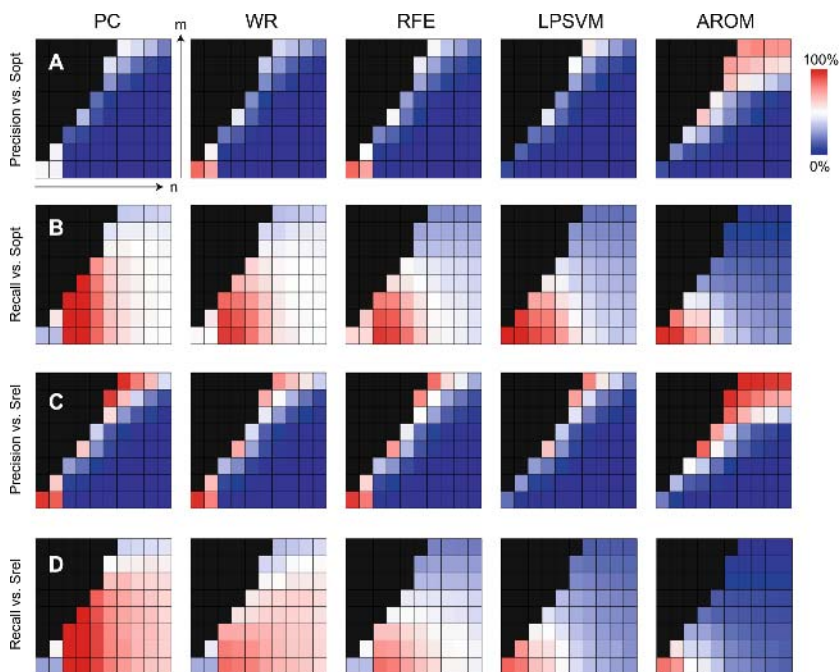 PC WR RFE LPSVM AROM
Precision vs. Sopt
A
m
n
100%
0%
Recall vs. Sopt
B
Precision vs. Srel
C
Recall vs. Srel
D